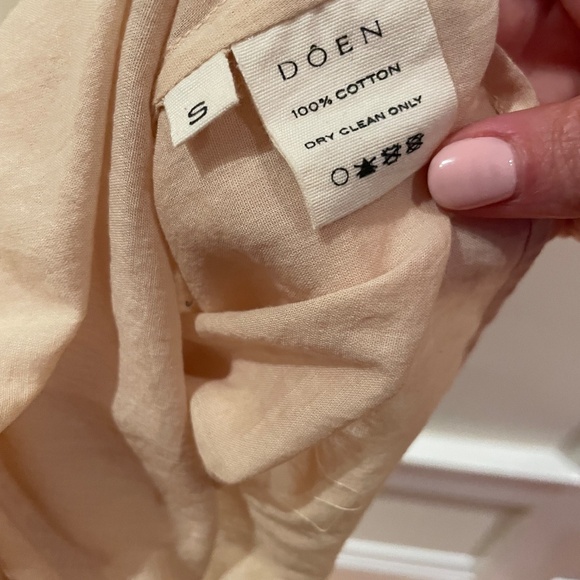 DÔEN
S
100% COTTON
DRY CLEAN ONLY